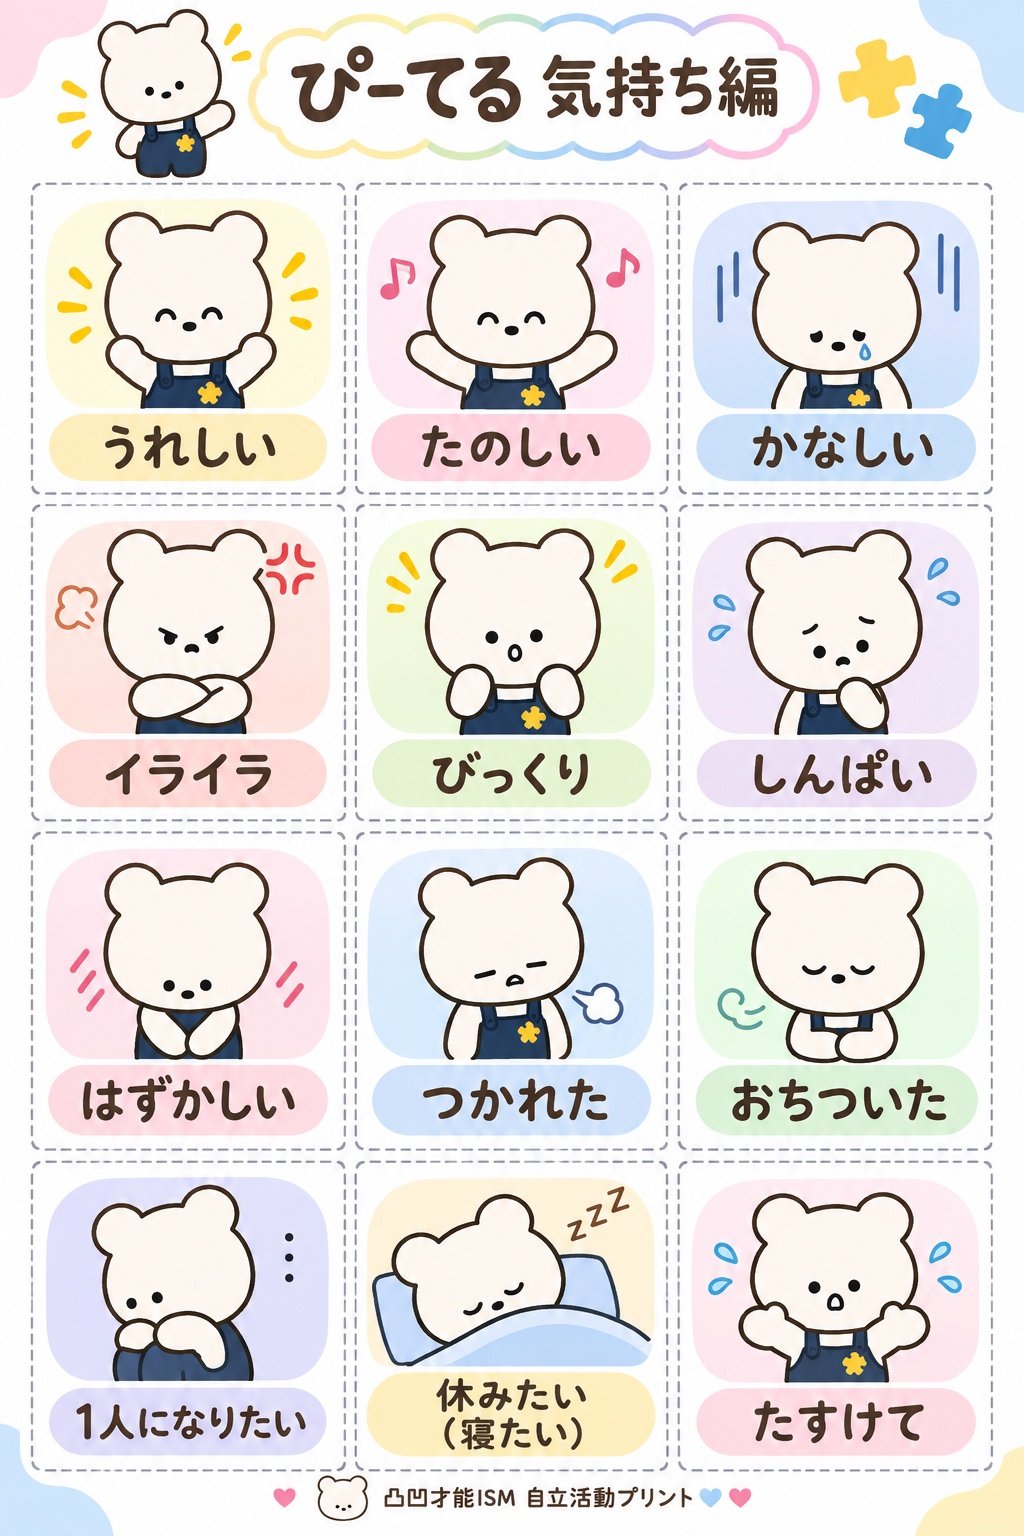 ぴーてる 気持ち編
うれしい
たのしい
かなしい
イライラ
びっくり
しんぱい
はずかしい
つかれた
おちついた
1人になりたい
zzz
休みたい
(寝たい)
たすけて
凸凹才能ISM 自立活動プリント